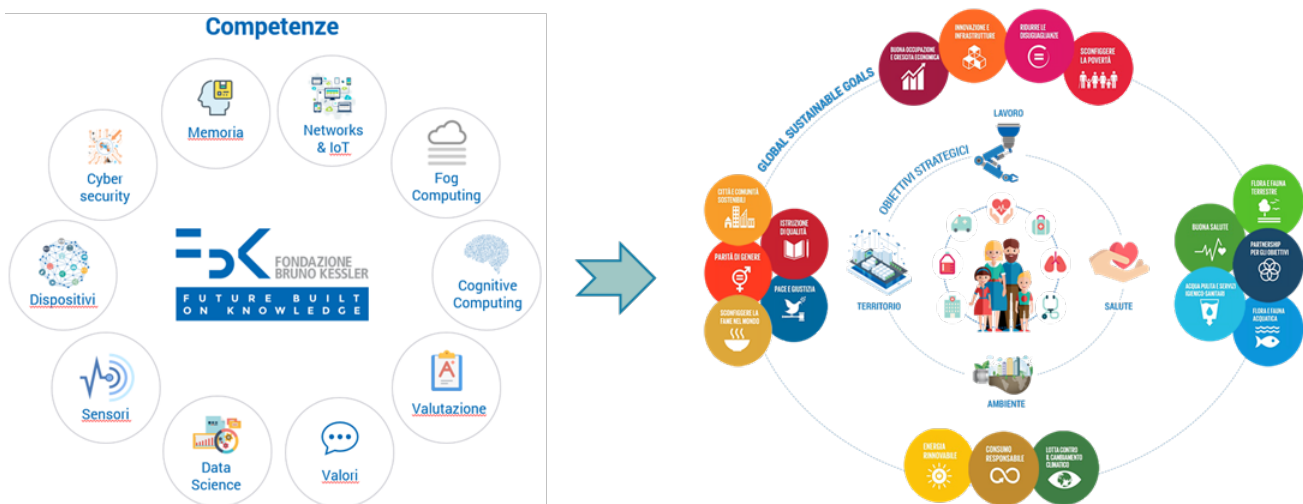 Competenze
Memoria
Networks
& IoT
Cyber
security
Fog
Computing
Dispositivi
FBK
FONDAZIONE
BRUNO KESSLER
FUTURE BUILT
ON KNOWLEDGE
Cognitive
Computing
Sensori
Valutazione
Data
Science
Valori
GLOBAL SUSTAINABLE GOALS
OBIETTIVI STRATEGICI
BUONA OCCUPAZIONE
E CRESCITA ECONOMICA
INNOVAZIONE E
INFRASTRUTTURE
RIDURRE LE
DISUGUAGLIANZE
SCONFIGGERE
LA POVERTÀ
LAVORO
CITTÀ E COMUNITÀ
SOSTENIBILI
ISTRUZIONE
DI QUALITÀ
PARITÀ DI GENERE
PACE E GIUSTIZIA
SCONFIGGERE LA
FAME NEL MONDO
TERRITORIO
SALUTE
FLORA E FAUNA
TERRESTRE
BUONA SALUTE
PARTNERSHIP
PER GLI OBIETTIVI
ACQUA PULITA E SERVIZI
IGIENICO-SANITARI
FLORA E FAUNA
ACQUATICA
AMBIENTE
ENERGIA
RINNOVABILE
CONSUMO
RESPONSABILE
LOTTA CONTRO
IL CAMBIAMENTO
CLIMATICO